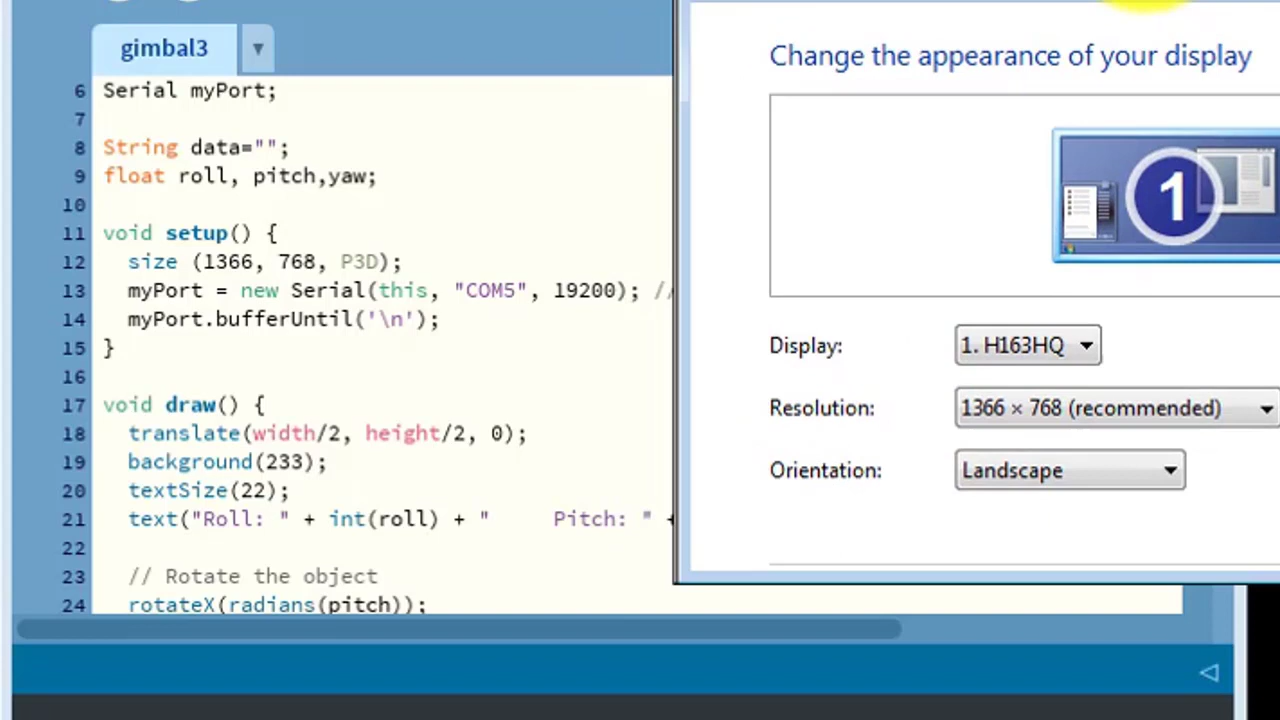 gimbal3
6 Serial myPort;
7
8 String data="";
9 float roll, pitch,yaw;
10
11 void setup() {
12 size (1366, 768, P3D);
13 myPort = new Serial(this, "COM5", 19200); //
14 myPort.bufferUntil('\n');
15 }
16
17 void draw() {
18 translate(width/2, height/2, 0);
19 background(233);
20 textSize(22);
21 text("Roll: " + int(roll) + "     Pitch: " +
22
23 // Rotate the object
24 rotateX(radians(pitch));
Change the appearance of your display
1
Display: 1. H163HQ
Resolution: 1366 × 768 (recommended)
Orientation: Landscape